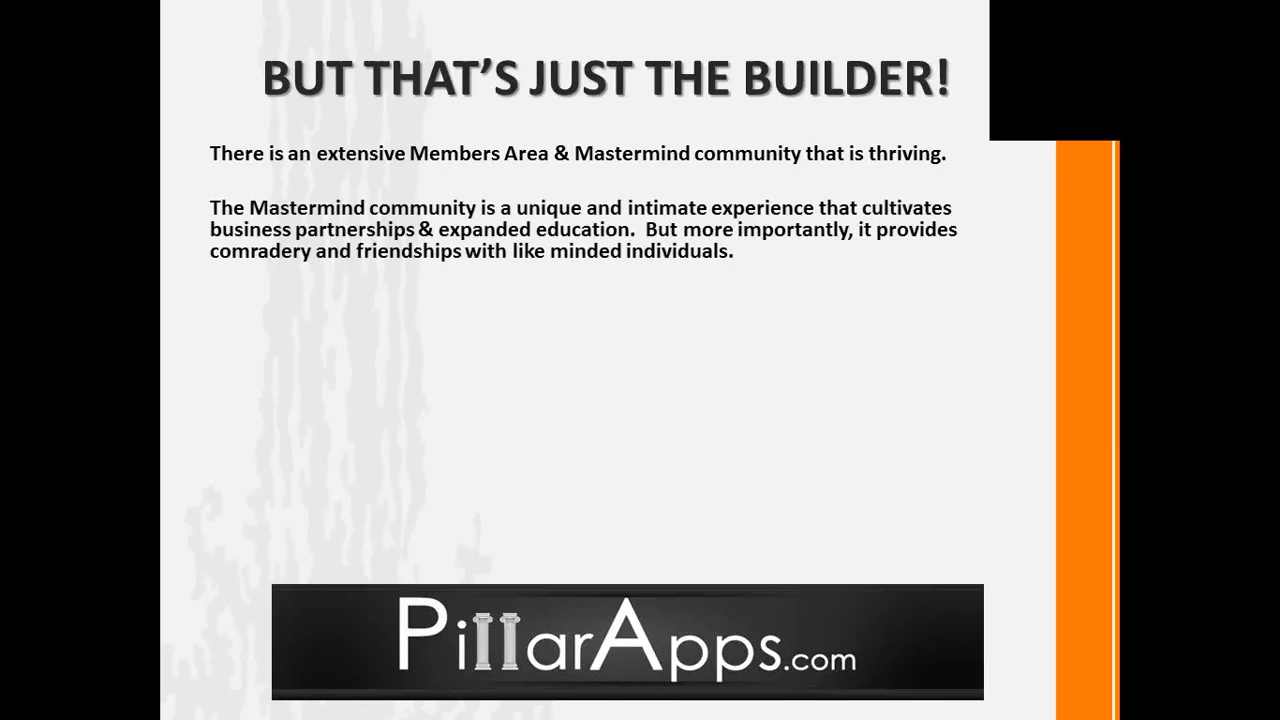 BUT THAT’S JUST THE BUILDER!
There is an extensive Members Area & Mastermind community that is thriving.
The Mastermind community is a unique and intimate experience that cultivates
business partnerships & expanded education.  But more importantly, it provides
comradery and friendships with like minded individuals.
PillarApps.com